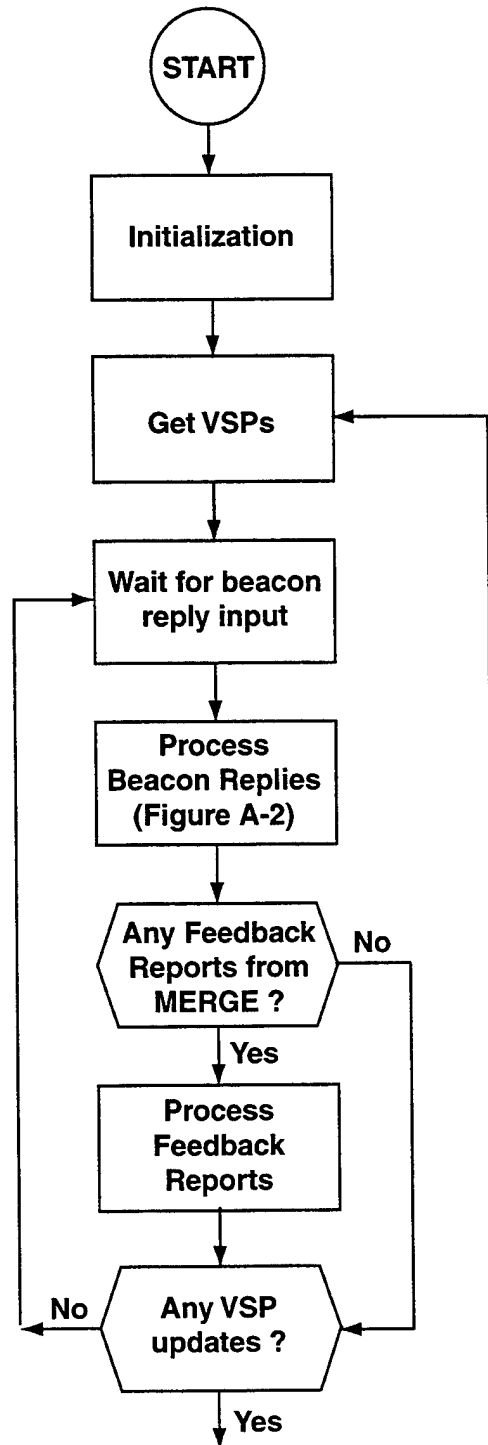 START
Initialization
Get VSPs
Wait for beacon
reply input
Process
Beacon Replies
(Figure A-2)
Any Feedback
Reports from
MERGE ?
No
Yes
Process
Feedback
Reports
Any VSP
updates ?
No
Yes